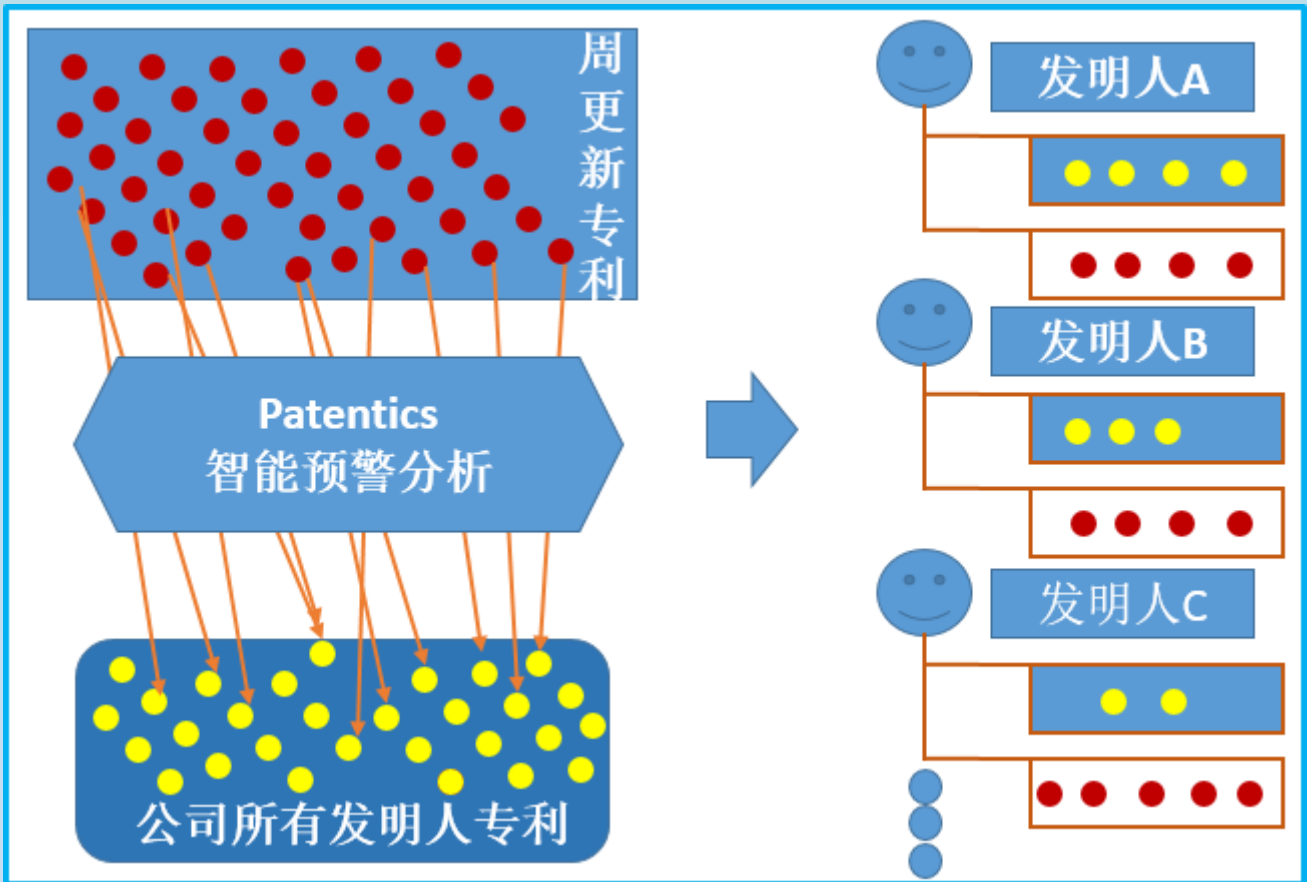 周更新专利
Patentics
智能预警分析
公司所有发明人专利
发明人A
发明人B
发明人C